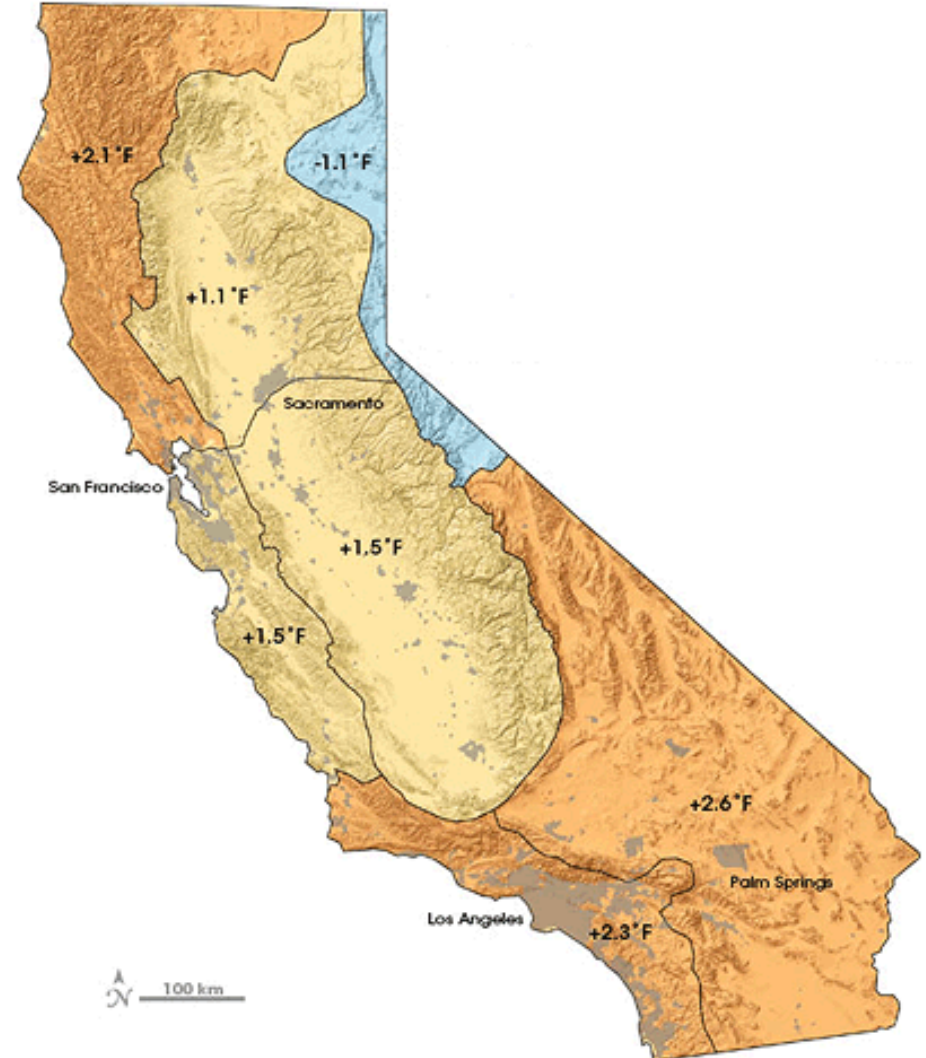 +2.1°F
-1.1°F
+1.1°F
Sacramento
San Francisco
+1.5°F
+1.5°F
+2.6°F
Palm Springs
Los Angeles
+2.3°F
N
100 km